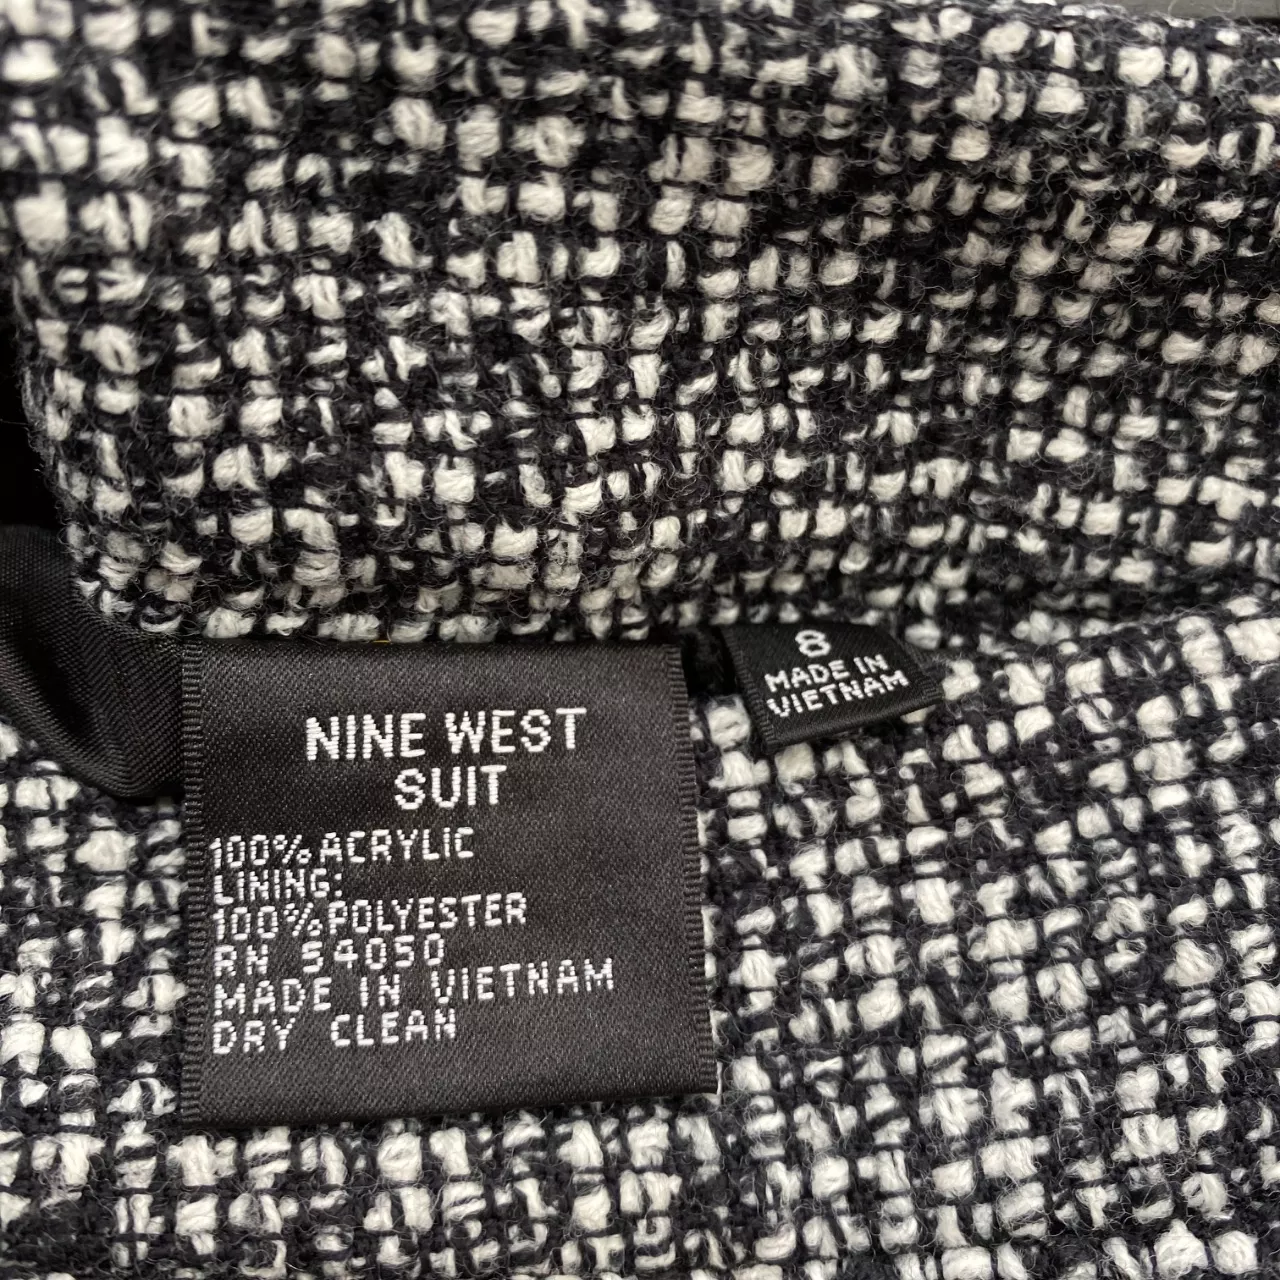 NINE WEST
SUIT
100% ACRYLIC
LINING:
100% POLYESTER
RN 54050
MADE IN VIETNAM
DRY CLEAN
8
MADE IN
VIETNAM